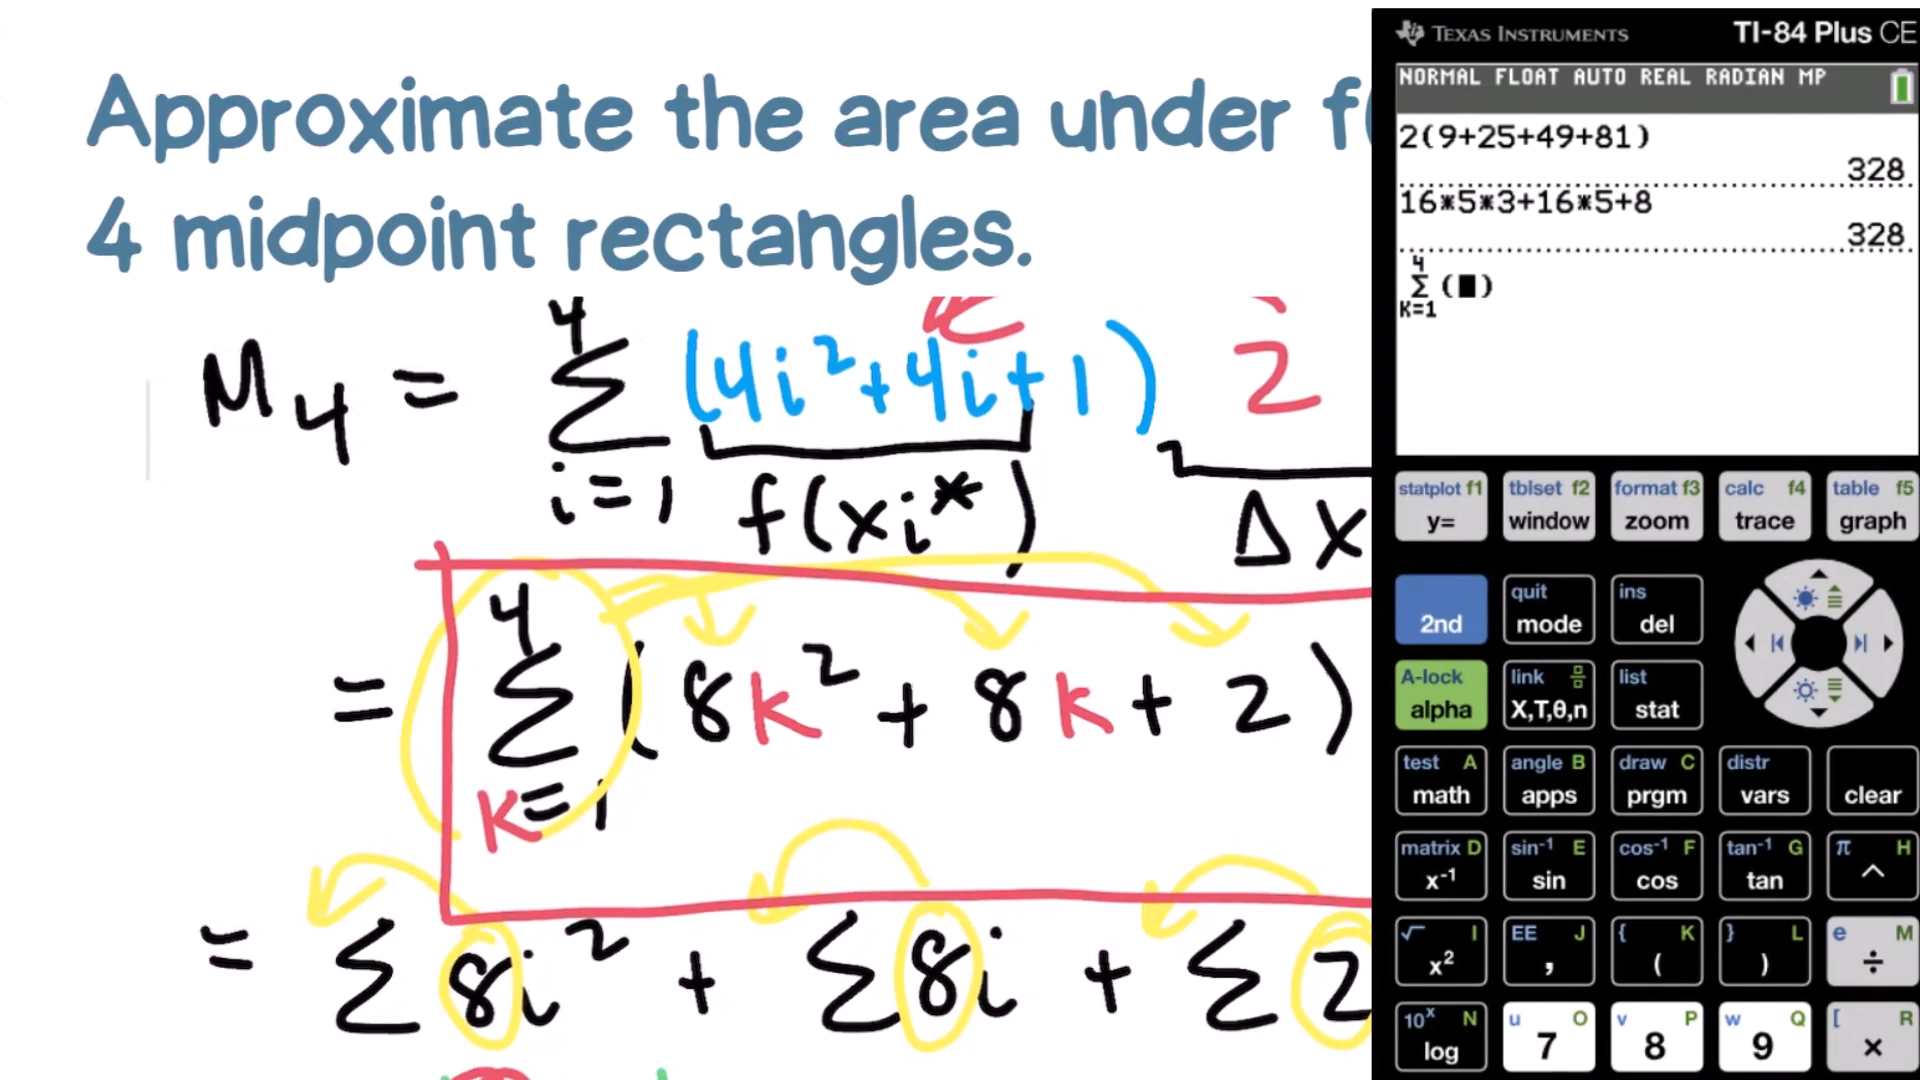 Approximate the area under f(
4 midpoint rectangles.
4
M4 = Σ (4i²+4i+1) 2
i=1 f(xi*) Δx
4
= Σ (8k² + 8k + 2)
k=1
= Σ8i² + Σ8i + Σ2
TEXAS INSTRUMENTS TI-84 Plus CE
NORMAL FLOAT AUTO REAL RADIAN MP
2(9+25+49+81)
328
16*5*3+16*5+8
328
4
Σ ( )
K=1
statplot f1 tblset f2 format f3 calc f4 table f5
y= window zoom trace graph
quit ins
2nd mode del
A-lock link list
alpha X,T,θ,n stat
test A angle B draw C distr
math apps prgm vars clear
matrix D sin⁻¹ E cos⁻¹ F tan⁻¹ G π H
x⁻¹ sin cos tan ^
√ I EE J { K } L e M
x² , ( ) ÷
10ˣ N u O v P w Q [ R
log 7 8 9 ×